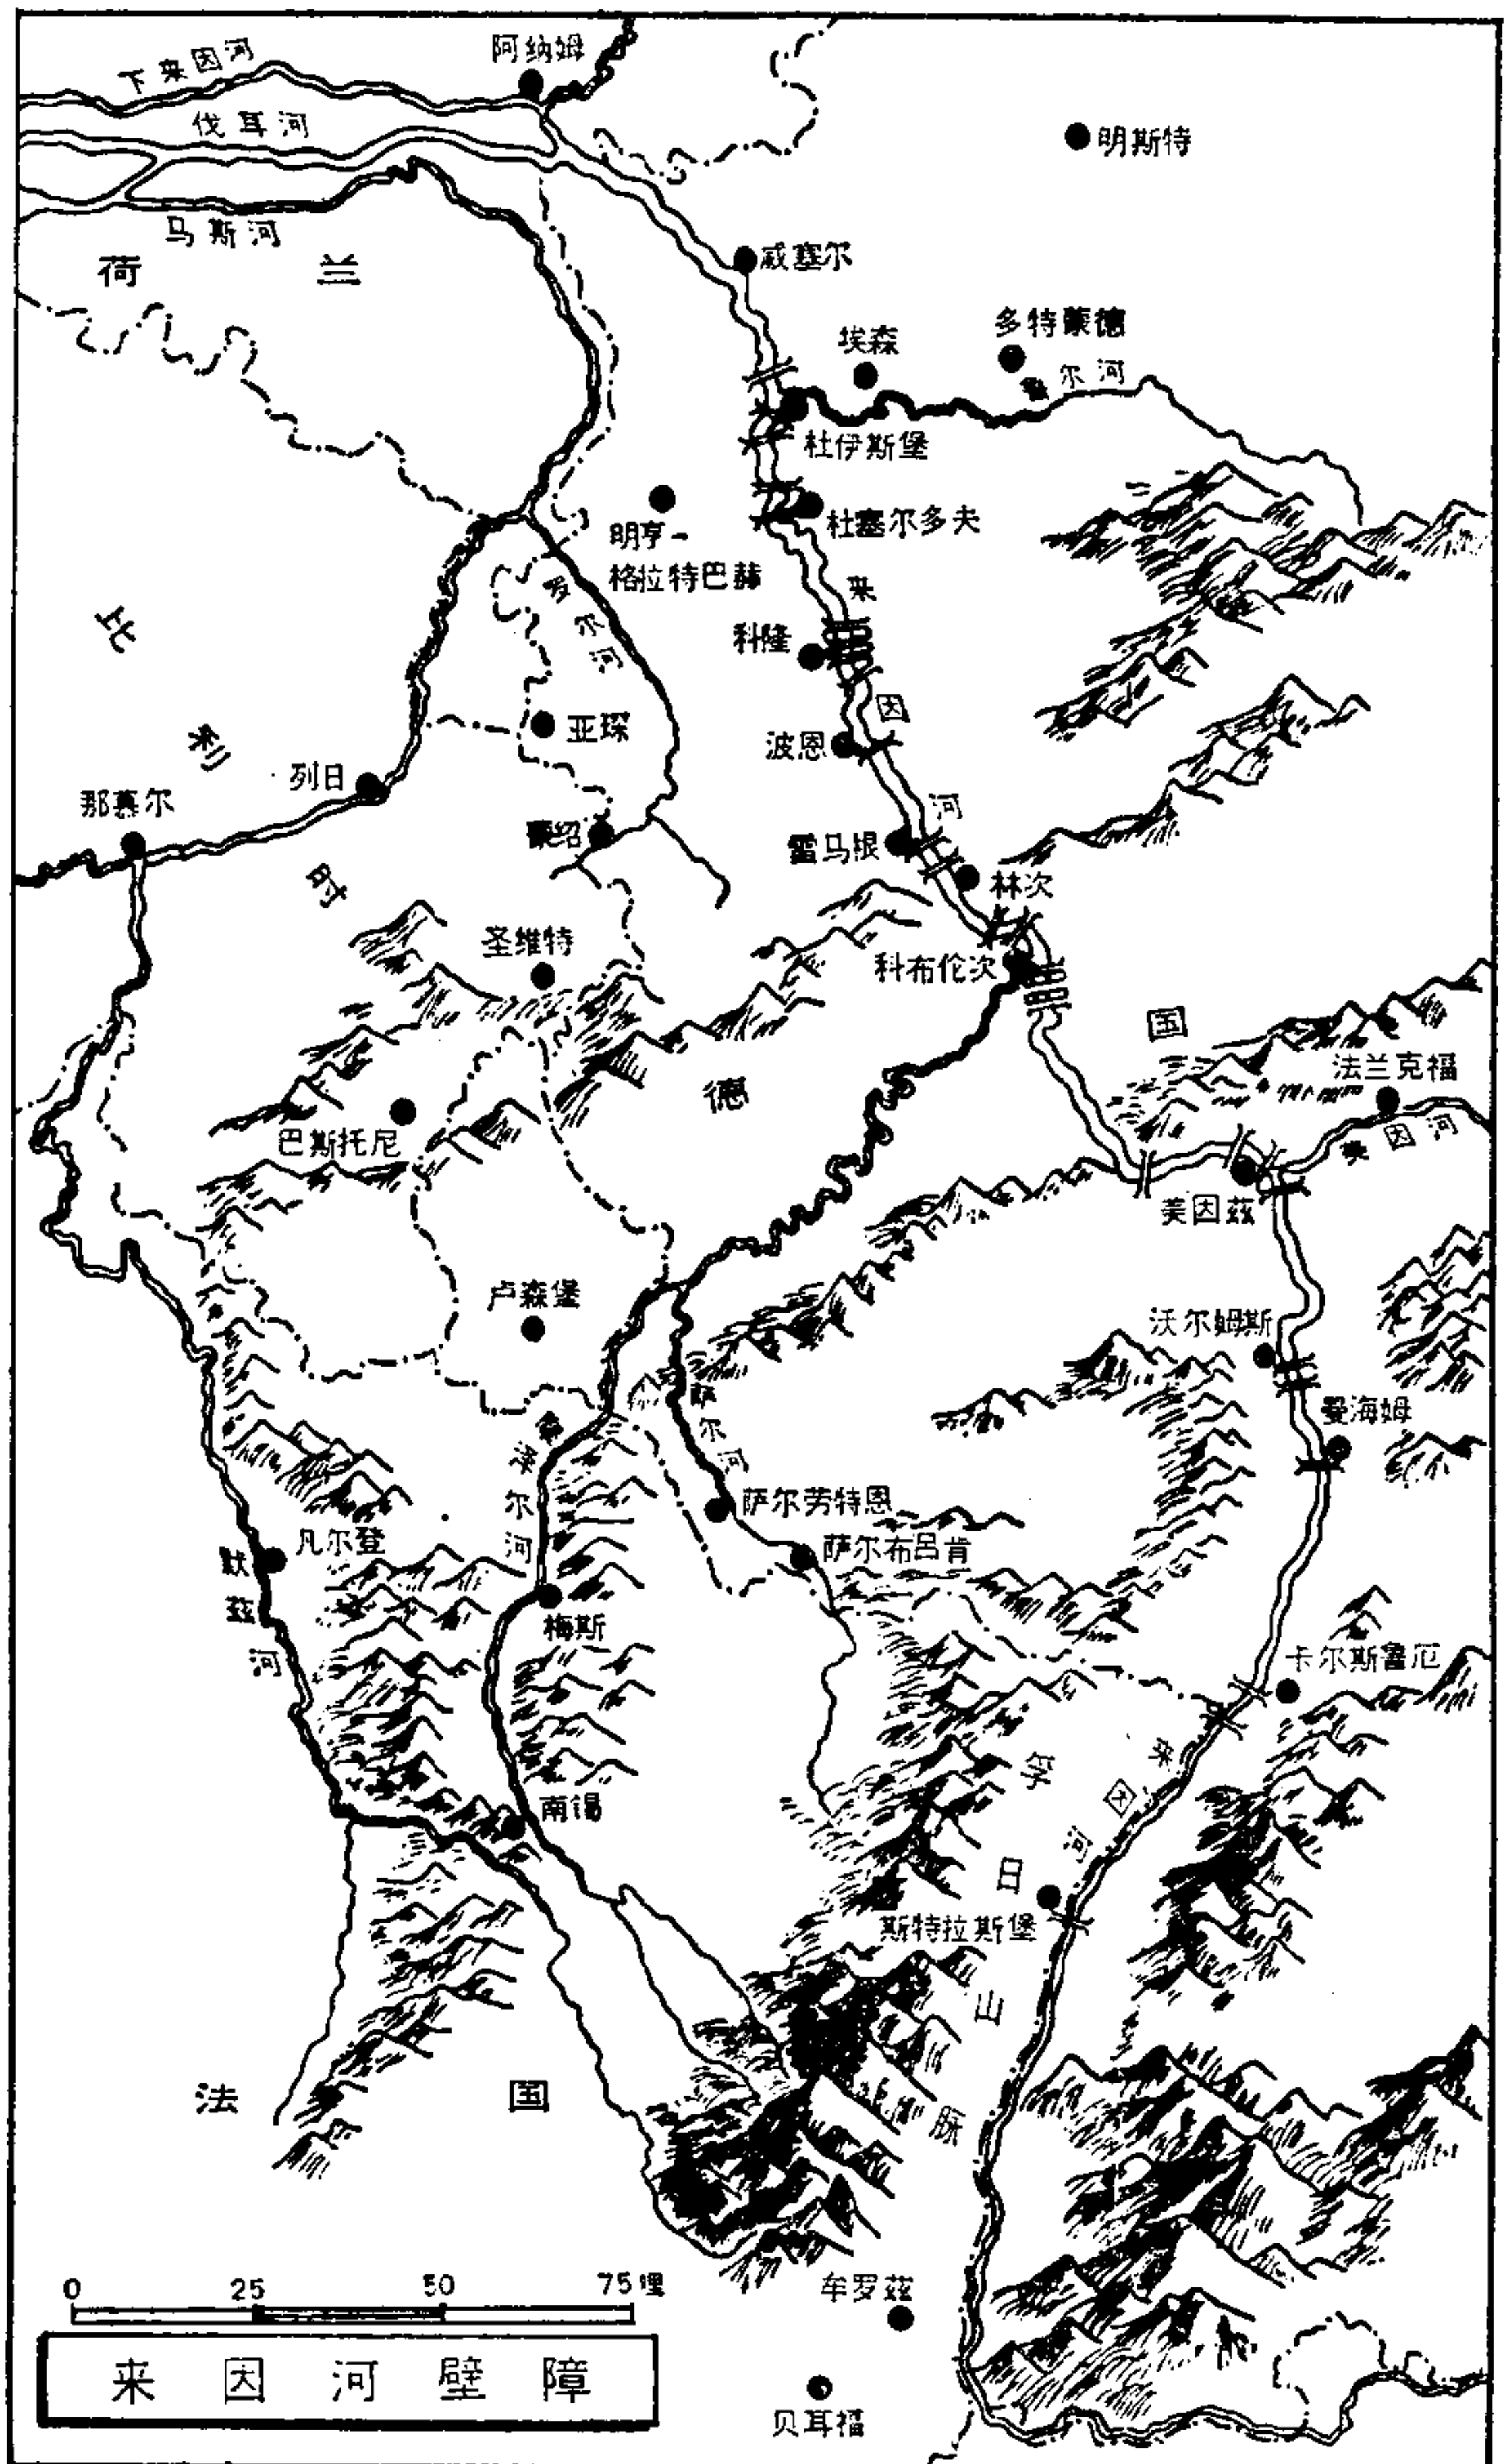 下来因河
阿纳姆
伐耳河
明斯特
马斯河
荷兰
威塞尔
埃森
多特蒙德
鲁尔河
杜伊斯堡
明亨-
格拉特巴赫
杜塞尔多夫
罗尔河
科隆
来因河
比利时
亚琛
波恩
列日
那慕尔
蒙绍
雷马根
林次
圣维特
科布伦次
德国
法兰克福
巴斯托尼
美因河
美因兹
卢森堡
沃尔姆斯
萨尔河
曼海姆
泽尔河
萨尔劳特恩
凡尔登
萨尔布吕肯
默兹河
梅斯
卡尔斯鲁厄
来因河
孚日山脉
南锡
斯特拉斯堡
法国
0 25 50 75 哩
牟罗兹
来因河壁障
贝耳福